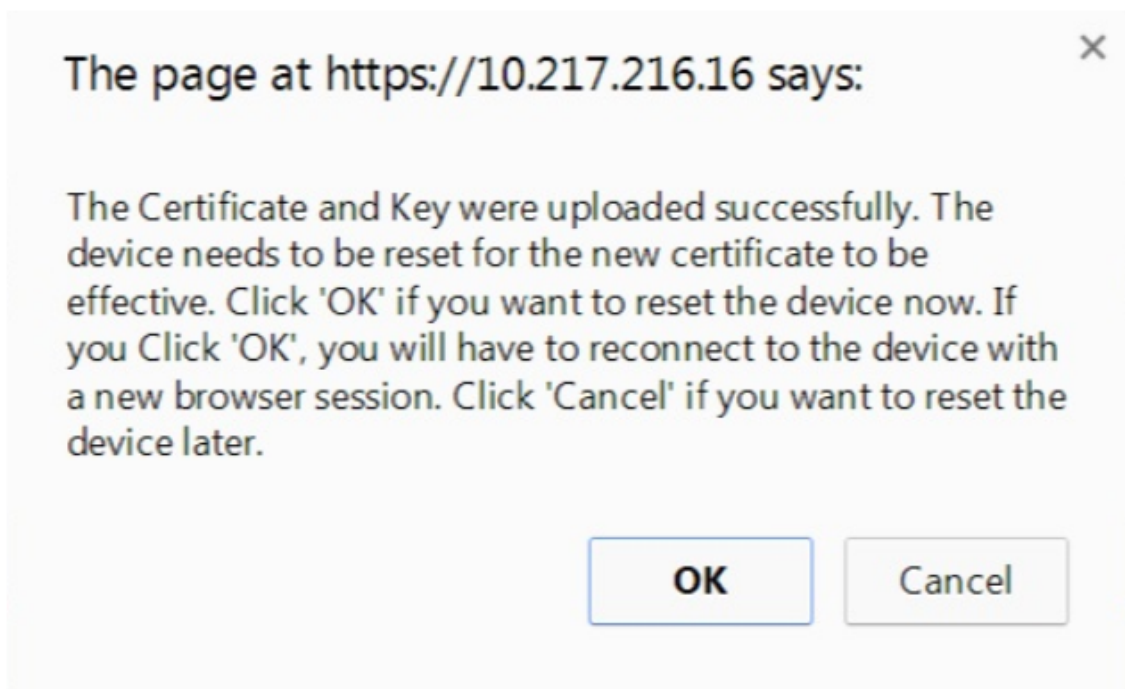 The page at https://10.217.216.16 says:
The Certificate and Key were uploaded successfully. The
device needs to be reset for the new certificate to be
effective. Click 'OK' if you want to reset the device now. If
you Click 'OK', you will have to reconnect to the device with
a new browser session. Click 'Cancel' if you want to reset the
device later.
OK Cancel